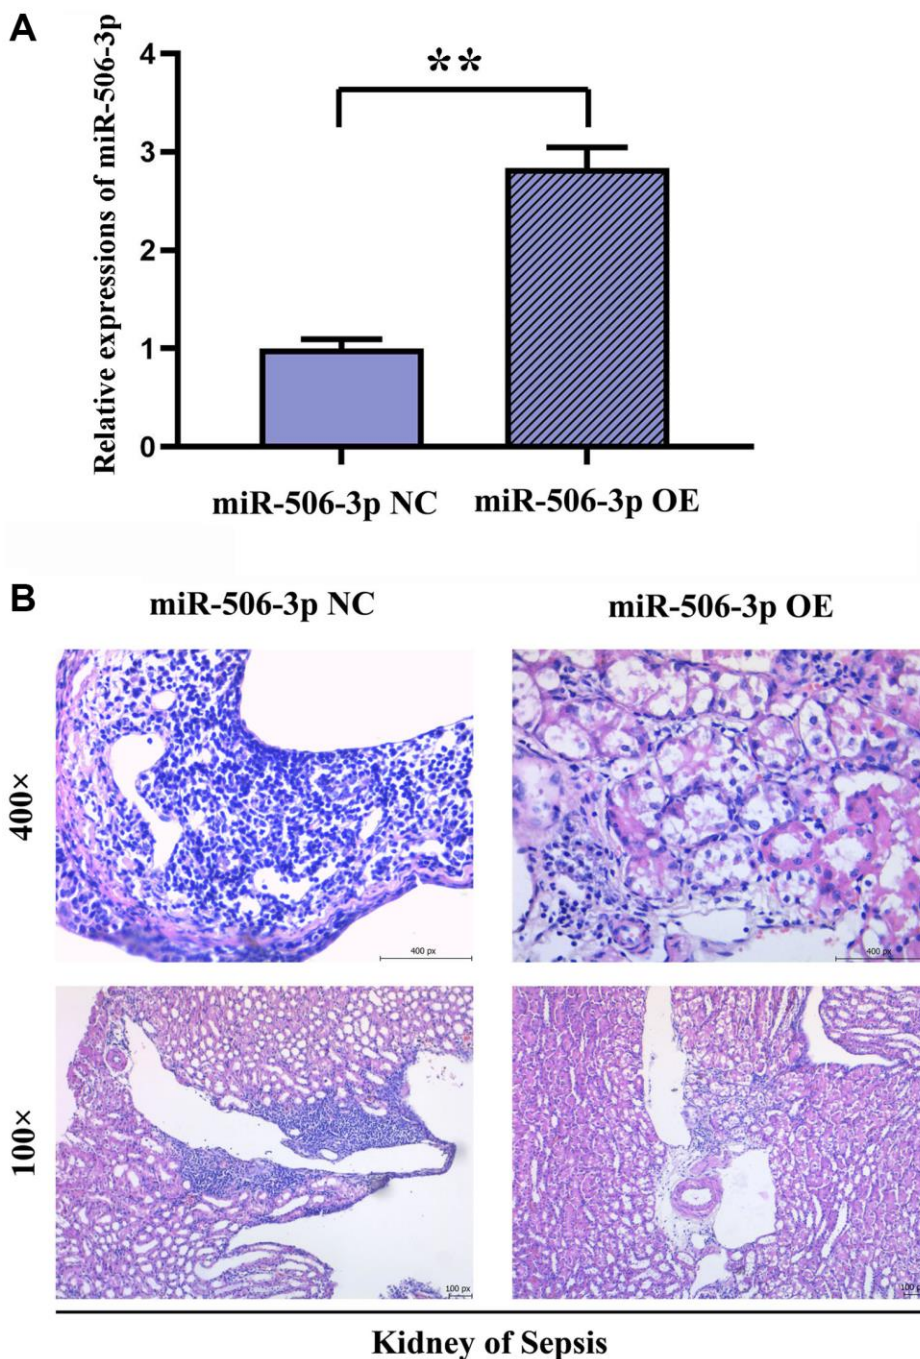 A
Relative expressions of miR-506-3p
4
**
3
2
1
0
miR-506-3p NC miR-506-3p OE
B
miR-506-3p NC miR-506-3p OE
400×
400 px
400 px
100×
100 px
100 px
Kidney of Sepsis